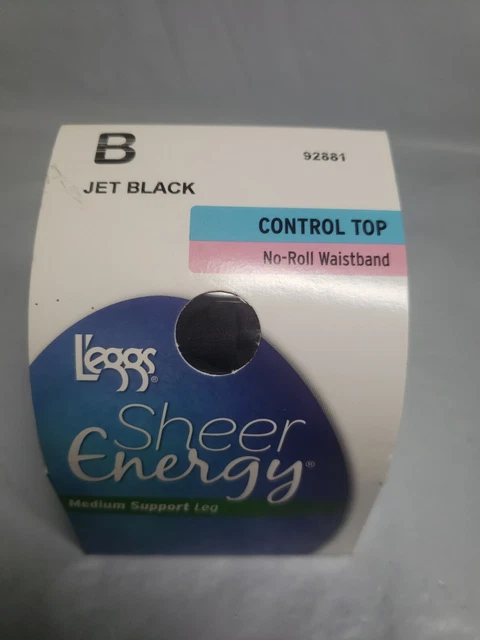 B
92881
JET BLACK
CONTROL TOP
No-Roll Waistband
L'eggs®
Sheer
Energy®
Medium Support Leg